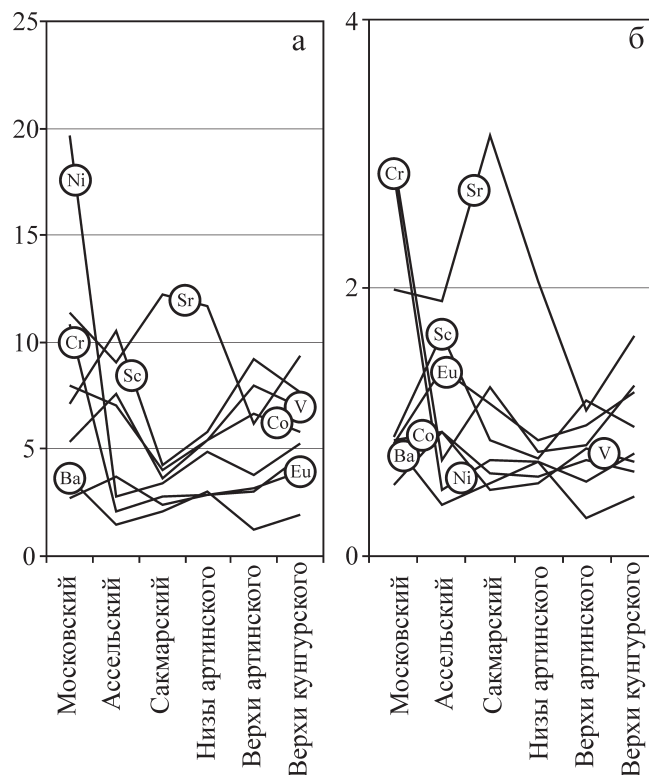 25
20
15
10
5
0
а
Ni
Cr
Ba
Sc
Sr
Co
V
Eu
Московский
Ассельский
Сакмарский
Низы артинского
Верхи артинского
Верхи кунгурского
4
2
0
б
Cr
Sr
Sc
Eu
Co
Ba
Ni
V
Московский
Ассельский
Сакмарский
Низы артинского
Верхи артинского
Верхи кунгурского